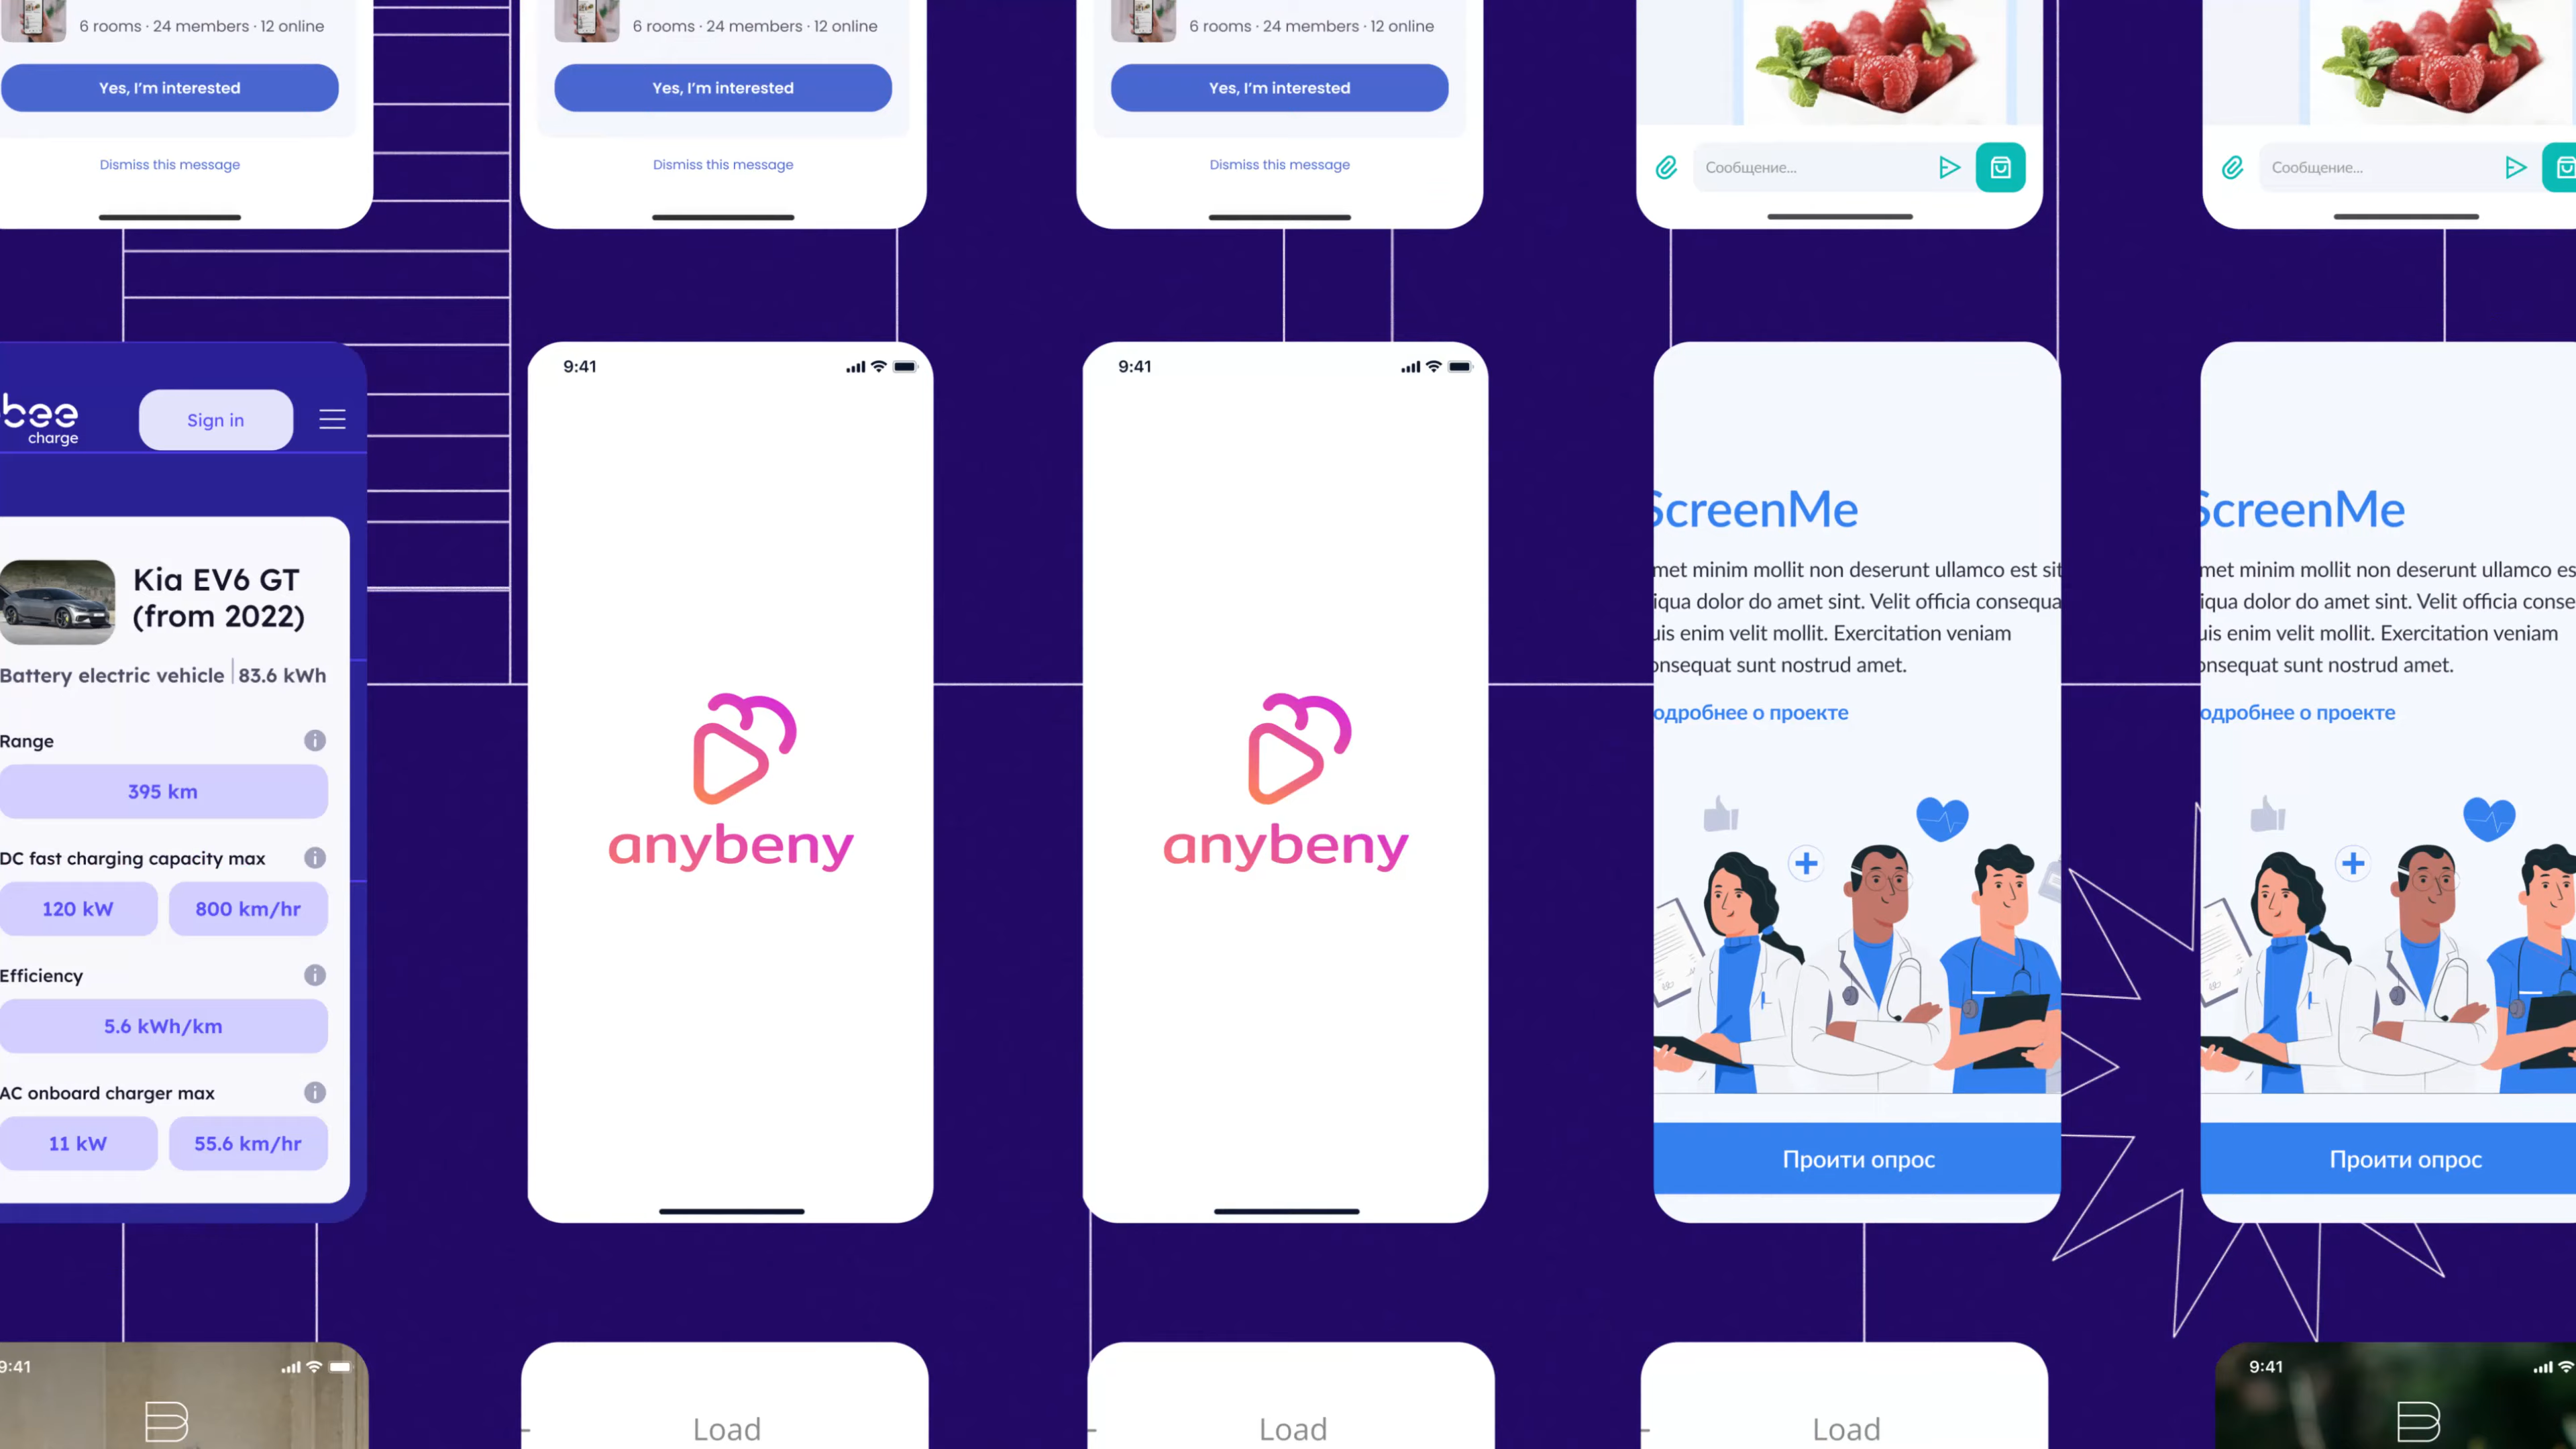 6 rooms · 24 members · 12 online
Yes, I'm interested
Dismiss this message
6 rooms · 24 members · 12 online
Yes, I'm interested
Dismiss this message
6 rooms · 24 members · 12 online
Yes, I'm interested
Dismiss this message
Сообщение...
Сообщение...
bee
charge
Sign in
Kia EV6 GT
(from 2022)
Battery electric vehicle
83.6 kWh
Range
395 km
DC fast charging capacity max
120 kW
800 km/hr
Efficiency
5.6 kWh/km
AC onboard charger max
11 kW
55.6 km/hr
9:41
anybeny
9:41
anybeny
ScreenMe
met minim mollit non deserunt ullamco est sit
iqua dolor do amet sint. Velit officia consequa
uis enim velit mollit. Exercitation veniam
onsequat sunt nostrud amet.
одробнее о проекте
Проити опрос
ScreenMe
met minim mollit non deserunt ullamco es
iqua dolor do amet sint. Velit officia conse
uis enim velit mollit. Exercitation veniam
onsequat sunt nostrud amet.
одробнее о проекте
Проити опрос
9:41
Load
Load
Load
9:41